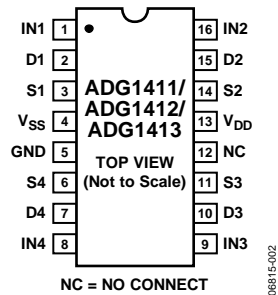 IN1 1 16 IN2
D1 2 15 D2
S1 3 ADG1411/ 14 S2
ADG1412/
VSS 4 ADG1413 13 VDD
GND 5 TOP VIEW 12 NC
S4 6 (Not to Scale) 11 S3
D4 7 10 D3
IN4 8 9 IN3
NC = NO CONNECT
06815-002